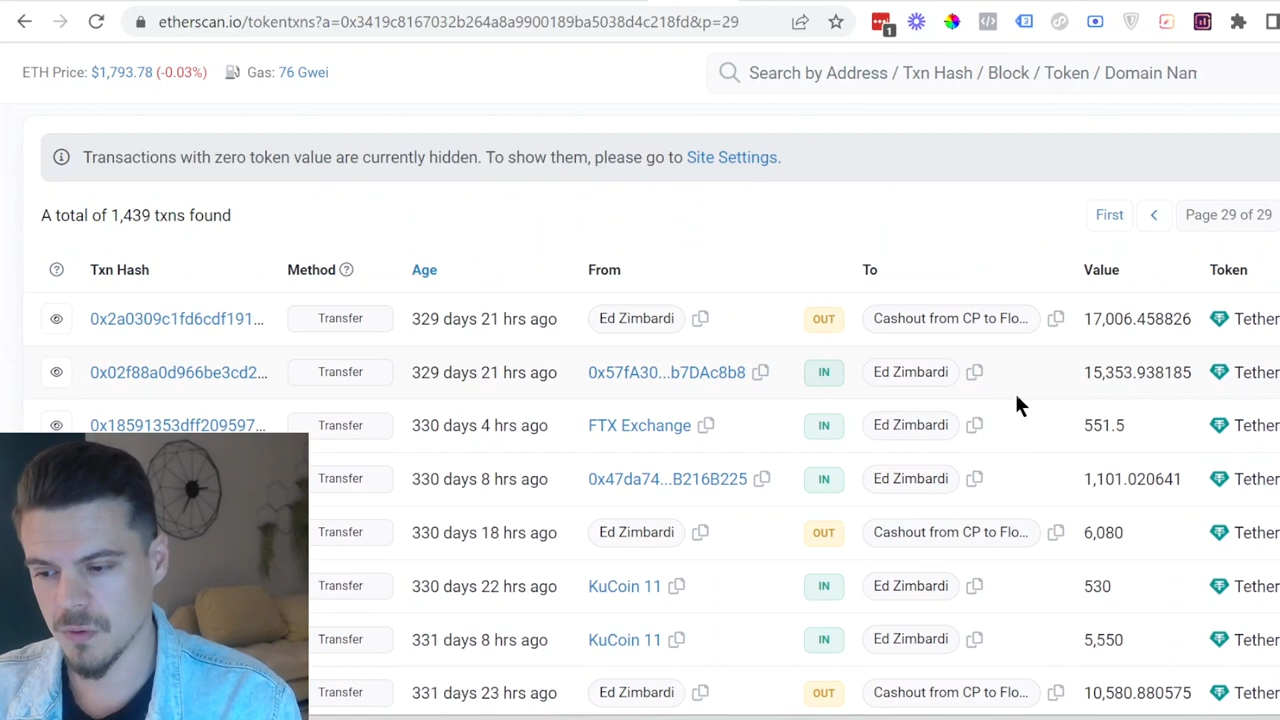 etherscan.io/tokentxns?a=0x3419c8167032b264a8a9900189ba5038d4c218fd&p=29
1
ETH Price: $1,793.78 (-0.03%) Gas: 76 Gwei
Search by Address / Txn Hash / Block / Token / Domain Nan
Transactions with zero token value are currently hidden. To show them, please go to Site Settings.
A total of 1,439 txns found
First < Page 29 of 29
Txn Hash Method Age From To Value Token
0x2a0309c1fd6cdf191... Transfer 329 days 21 hrs ago Ed Zimbardi OUT Cashout from CP to Flo... 17,006.458826 Tether
0x02f88a0d966be3cd2... Transfer 329 days 21 hrs ago 0x57fA30...b7DAc8b8 IN Ed Zimbardi 15,353.938185 Tether
0x18591353dff209597... Transfer 330 days 4 hrs ago FTX Exchange IN Ed Zimbardi 551.5 Tether
Transfer 330 days 8 hrs ago 0x47da74...B216B225 IN Ed Zimbardi 1,101.020641 Tether
Transfer 330 days 18 hrs ago Ed Zimbardi OUT Cashout from CP to Flo... 6,080 Tether
Transfer 330 days 22 hrs ago KuCoin 11 IN Ed Zimbardi 530 Tether
Transfer 331 days 8 hrs ago KuCoin 11 IN Ed Zimbardi 5,550 Tether
Transfer 331 days 23 hrs ago Ed Zimbardi OUT Cashout from CP to Flo... 10,580.880575 Tether